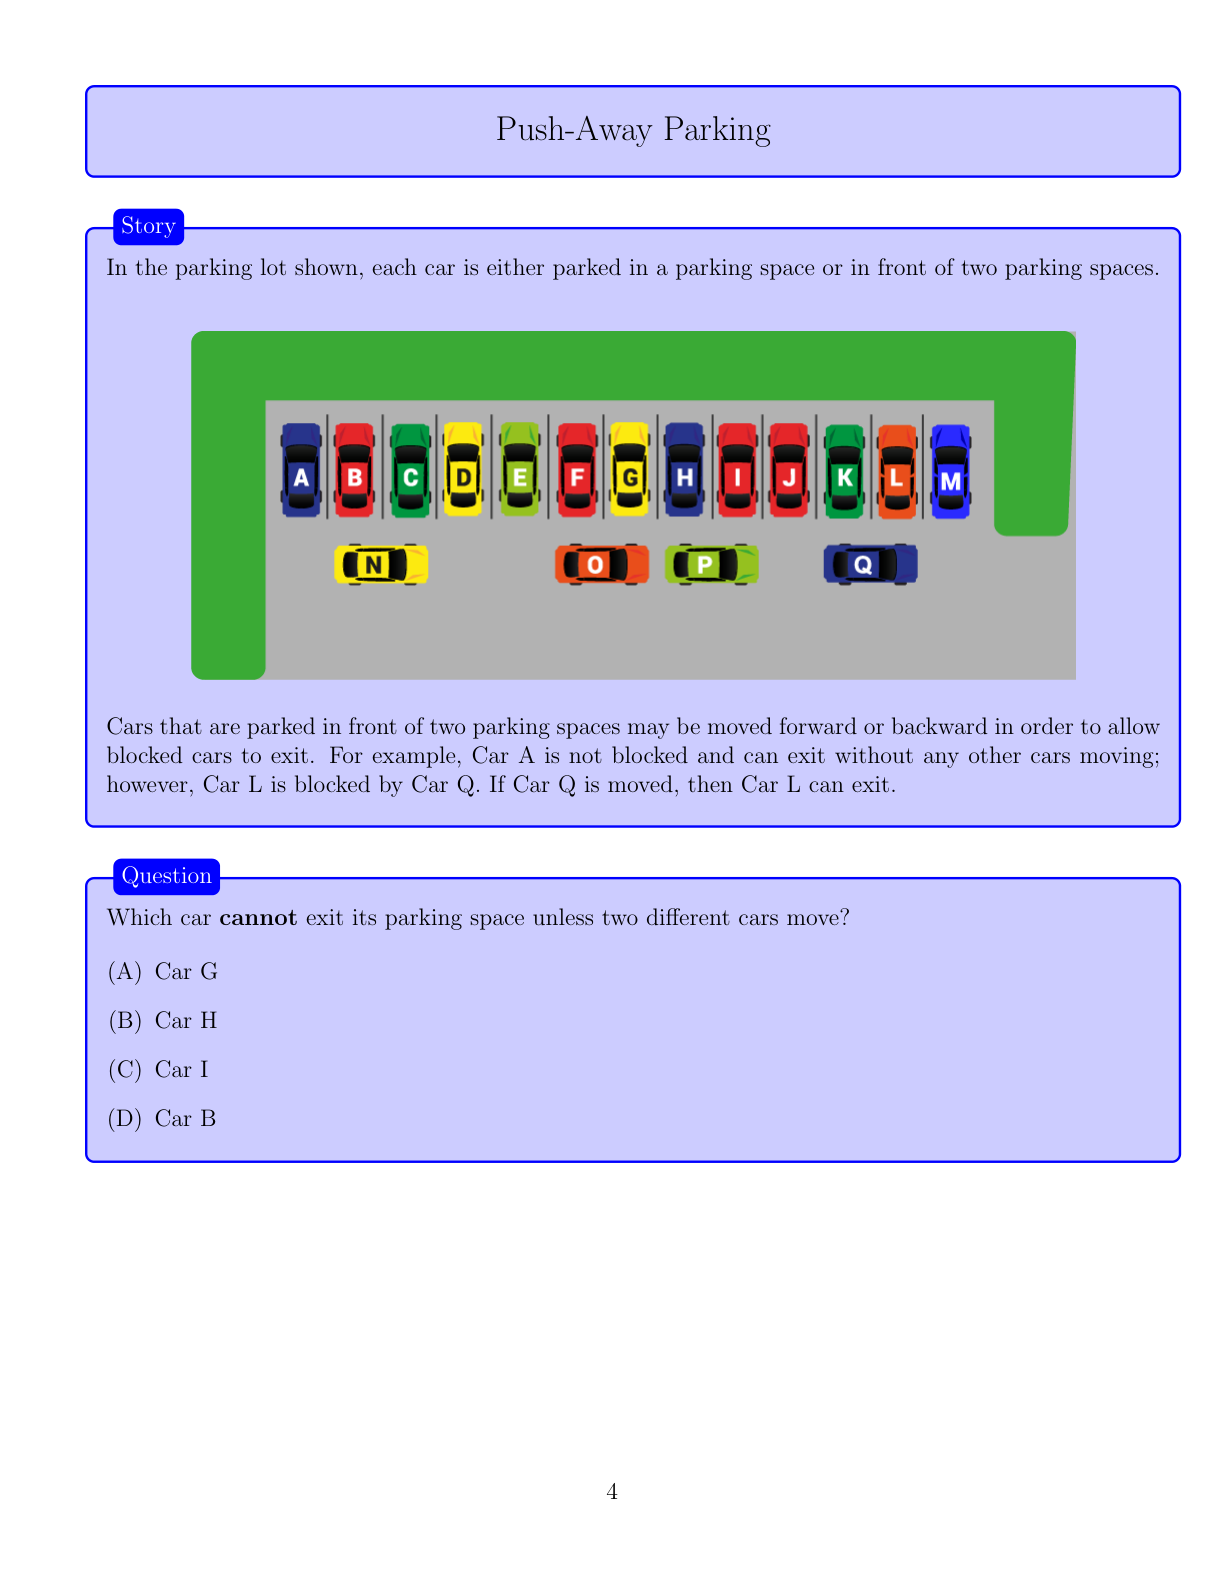 Push-Away Parking
Story
In the parking lot shown, each car is either parked in a parking space or in front of two parking spaces.
A B C D E F G H I J K L M
N O P Q
Cars that are parked in front of two parking spaces may be moved forward or backward in order to allow
blocked cars to exit. For example, Car A is not blocked and can exit without any other cars moving;
however, Car L is blocked by Car Q. If Car Q is moved, then Car L can exit.
Question
Which car cannot exit its parking space unless two different cars move?
(A) Car G
(B) Car H
(C) Car I
(D) Car B
4